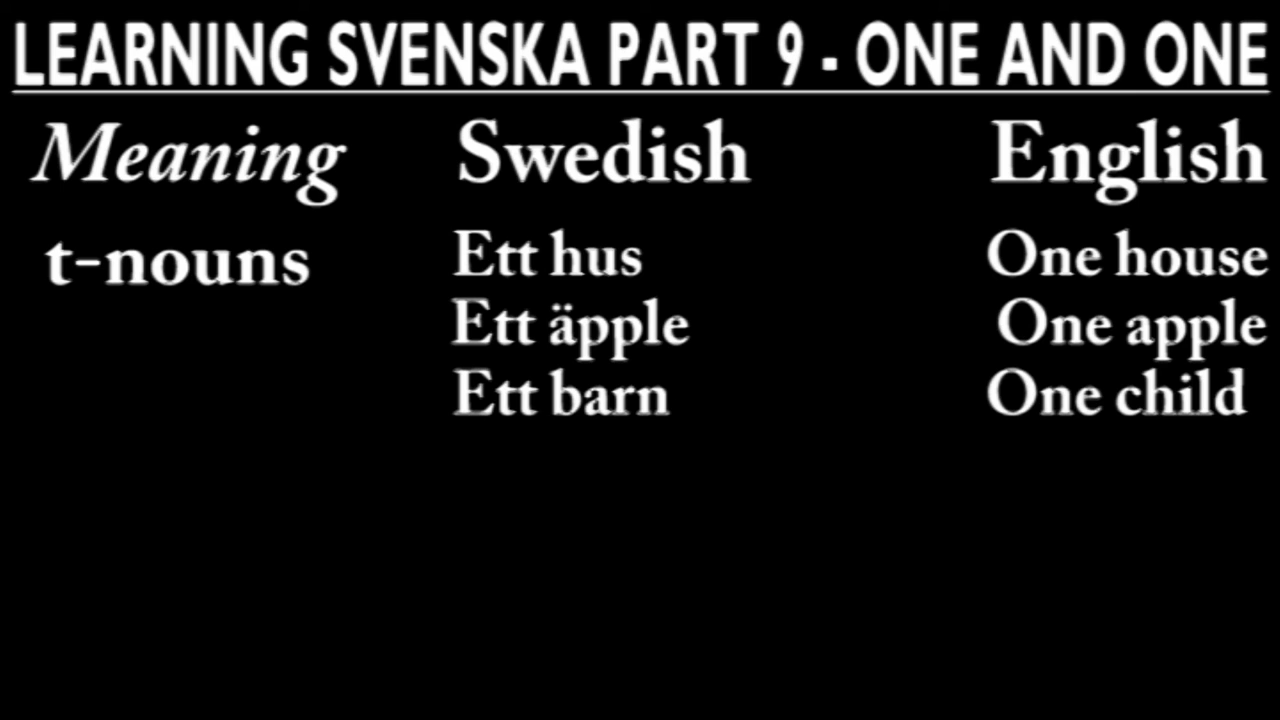 LEARNING SVENSKA PART 9 - ONE AND ONE
Meaning Swedish English
t-nouns Ett hus One house
Ett äpple One apple
Ett barn One child